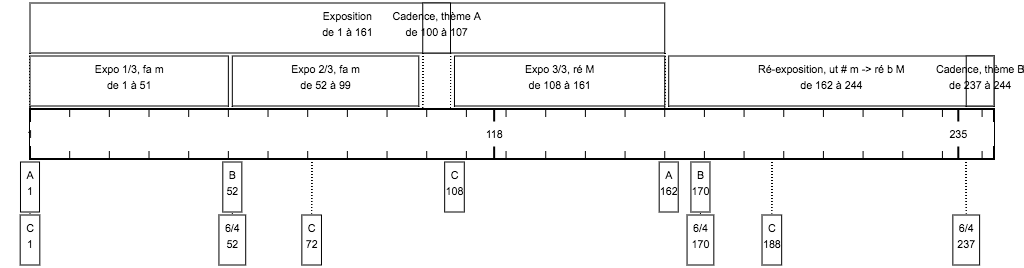 Exposition
de 1 à 161
Cadence, thème A
de 100 à 107
Expo 1/3, fa m
de 1 à 51
Expo 2/3, fa m
de 52 à 99
Expo 3/3, ré M
de 108 à 161
Ré-exposition, ut # m -> ré b M
de 162 à 244
Cadence, thème B
de 237 à 244
1
118
235
A
1
B
52
C
108
A
162
B
170
C
1
6/4
52
C
72
6/4
170
C
188
6/4
237